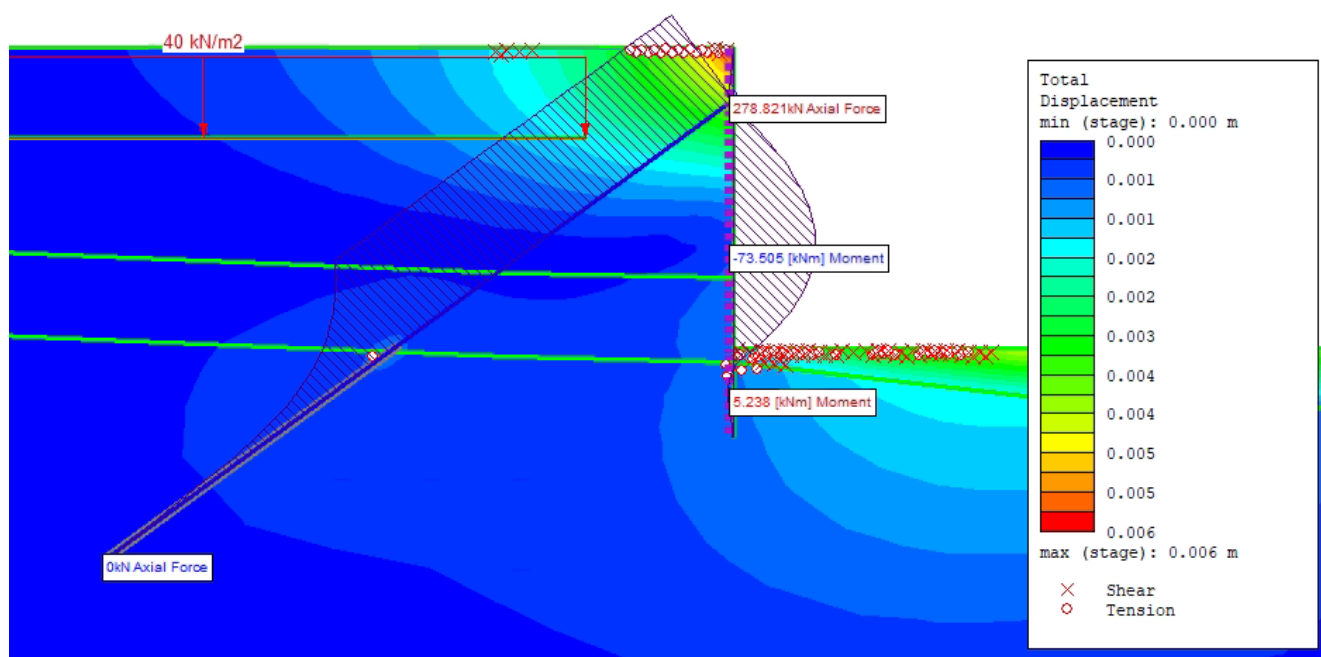 40 kN/m2
278.821kN Axial Force
-73.505 [kNm] Moment
5.238 [kNm] Moment
0kN Axial Force
Total
Displacement
min (stage): 0.000 m
0.000
0.001
0.001
0.002
0.002
0.003
0.004
0.004
0.005
0.005
0.006
max (stage): 0.006 m
Shear
Tension